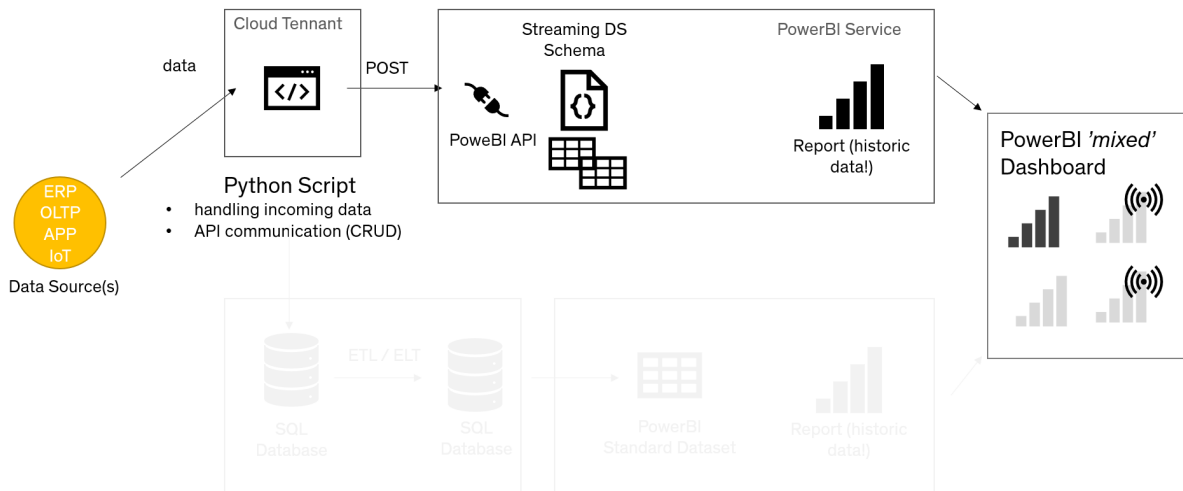 Cloud Tennant
Streaming DS
Schema
PowerBI Service
data
POST
PoweBI API
Report (historic
data!)
PowerBI 'mixed'
Dashboard
ERP
OLTP
APP
IoT
Data Source(s)
Python Script
• handling incoming data
• API communication (CRUD)
ETL / ELT
SQL
Database
SQL
Database
PowerBI
Standard Dataset
Report (historic
data!)